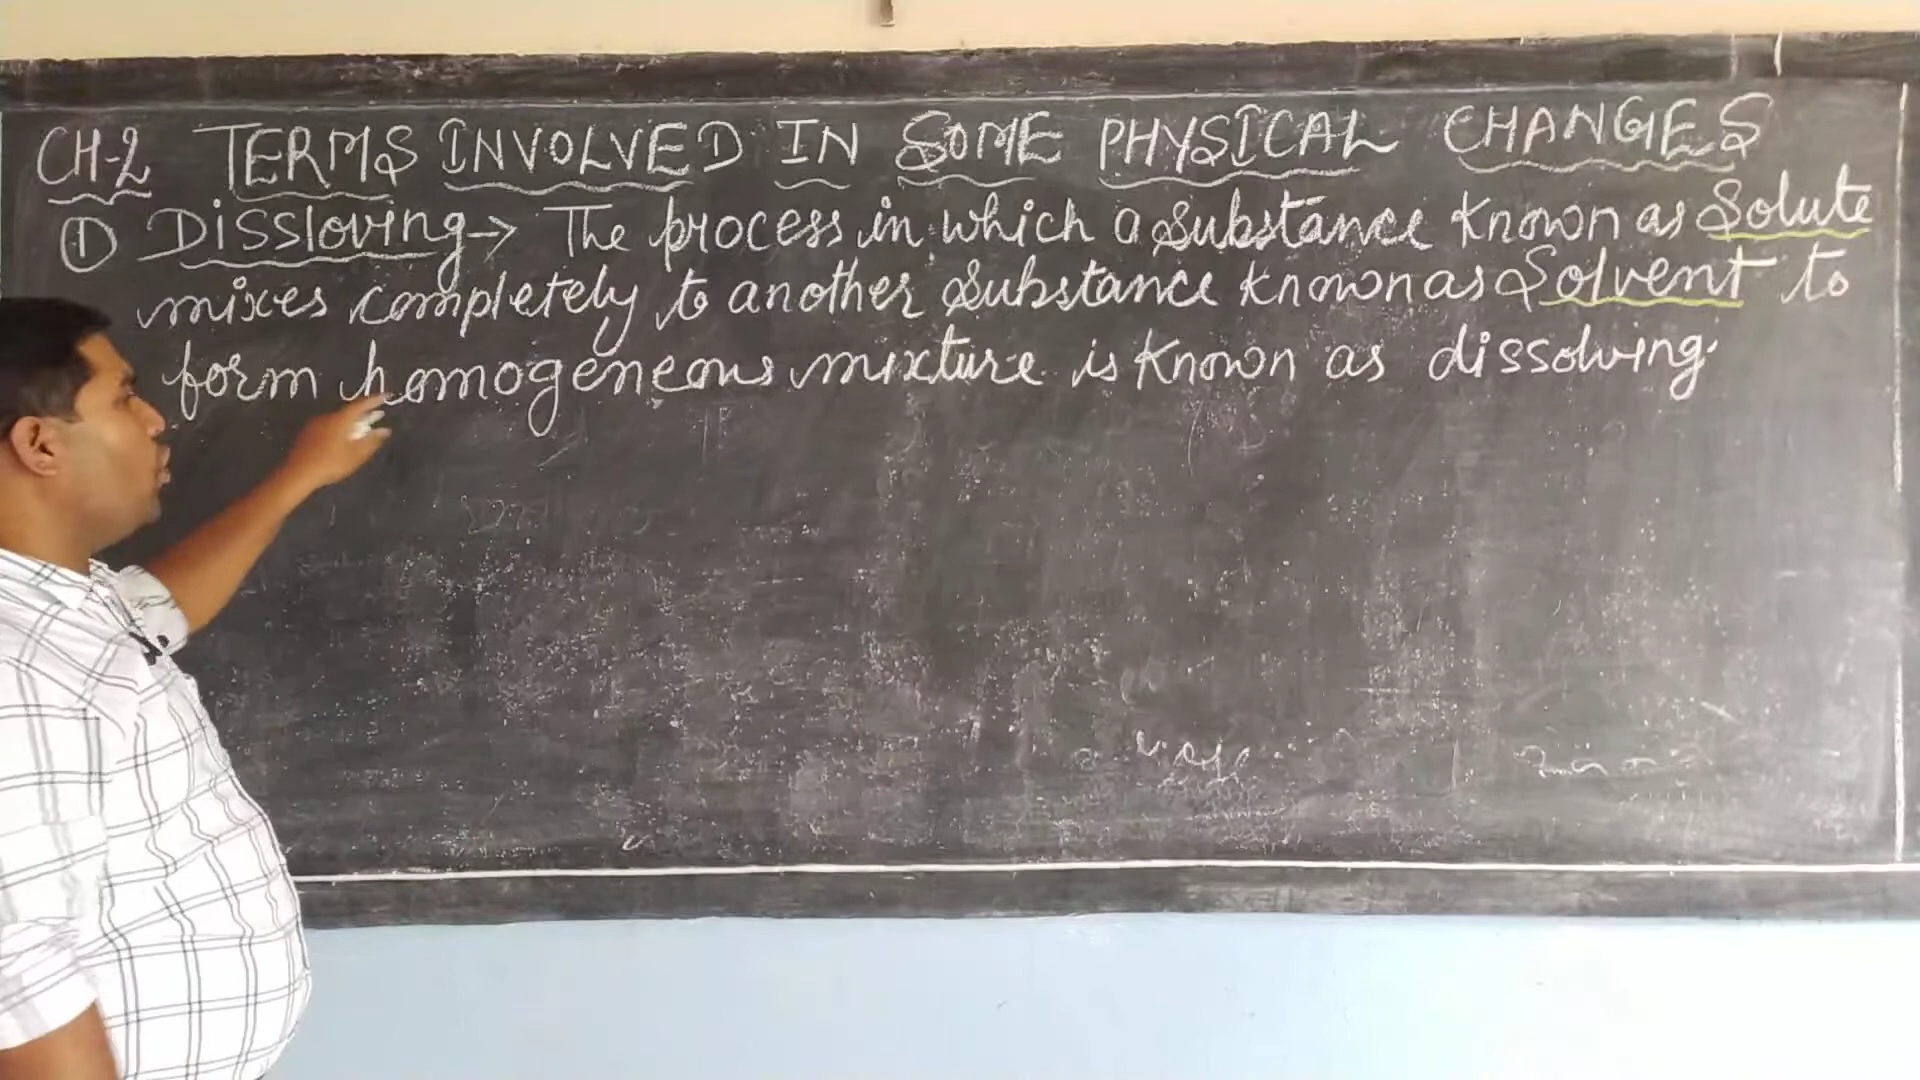 CH-2 TERMS INVOLVED IN SOME PHYSICAL CHANGES
① Dissloving → The process in which a substance known as Solute
mixes completely to another substance known as Solvent to
form homogeneous mixture is known as dissolving.